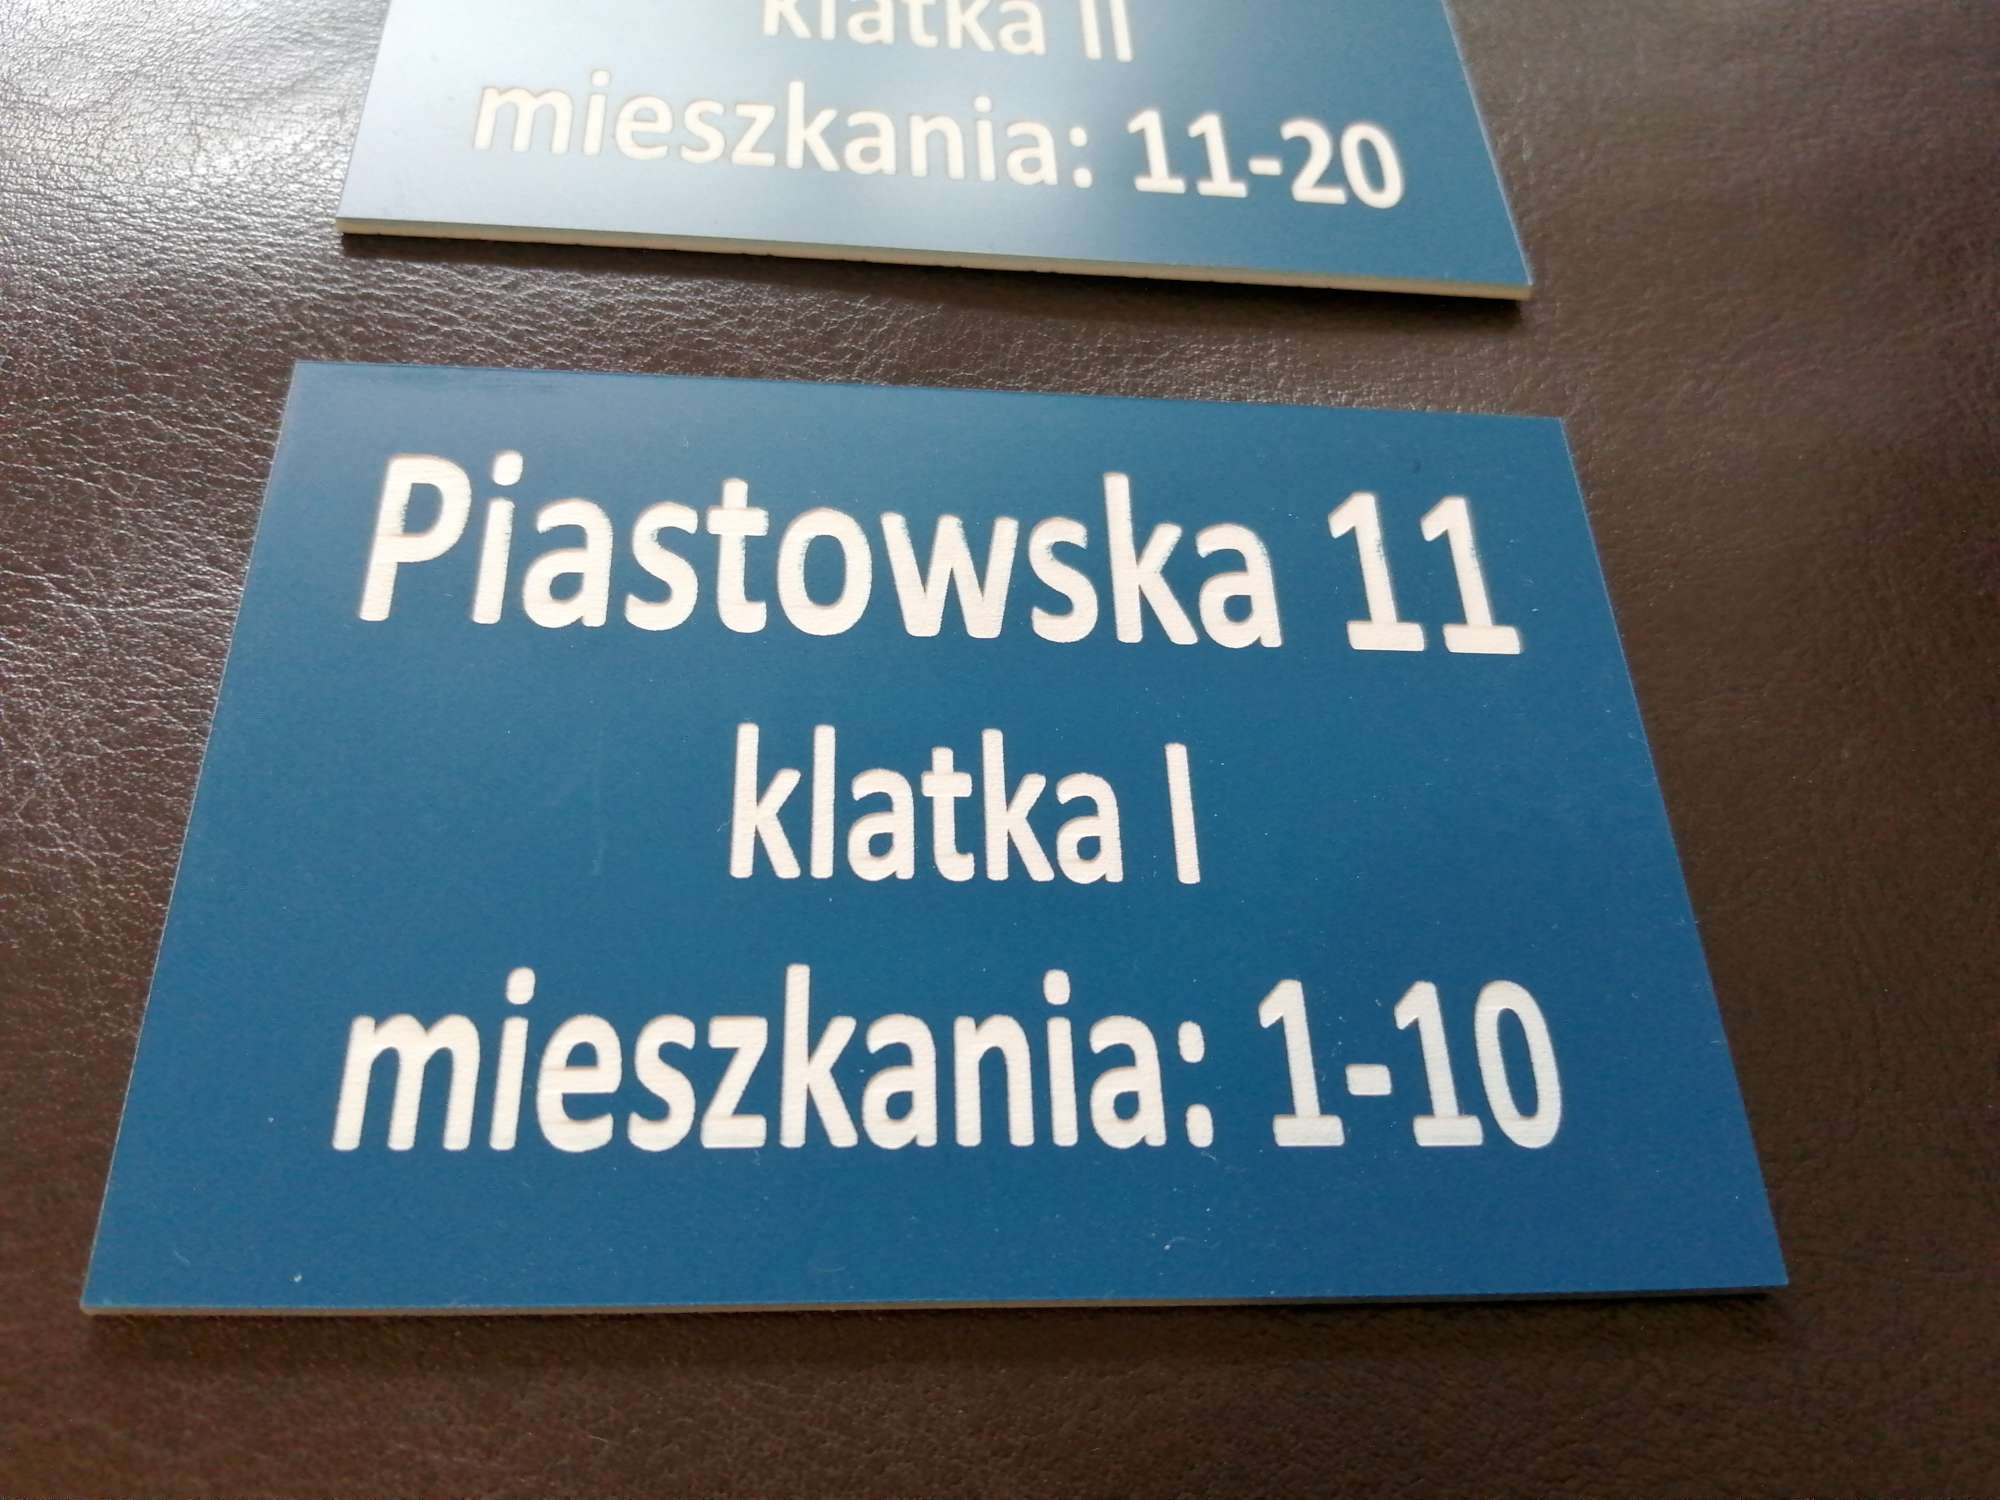 klatka II
mieszkania: 11-20
Piastowska 11
klatka I
mieszkania: 1-10